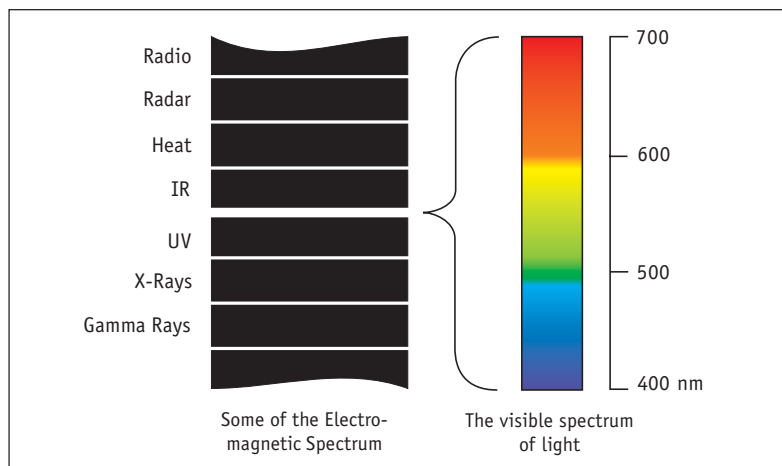 Radio
Radar
Heat
IR
UV
X-Rays
Gamma Rays
Some of the Electro-
magnetic Spectrum
700
600
500
400 nm
The visible spectrum
of light